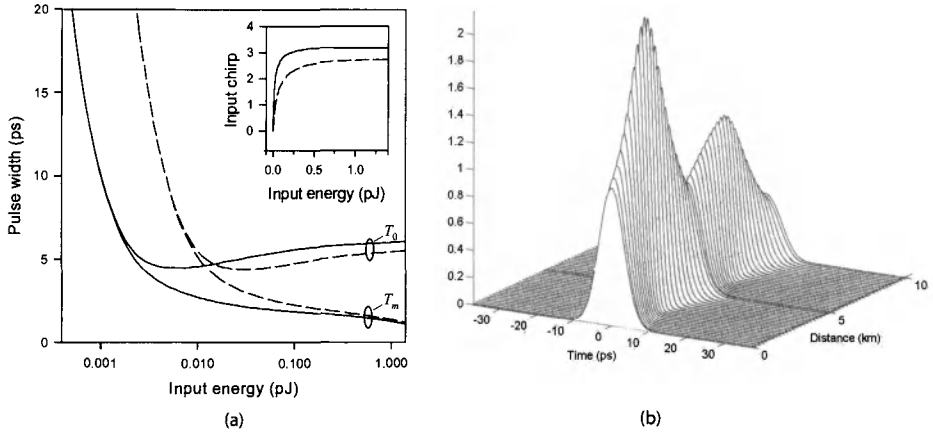 20
15
10
5
0
Pulse width (ps)
4
3
2
1
0
Input chirp
0.0 0.5 1.0
Input energy (pJ)
T0
Tm
0.001 0.010 0.100 1.000
Input energy (pJ)
(a)
2
1.8
1.6
1.4
1.2
1
0.8
0.6
0.4
0.2
0
-30 -20 -10 0 10 20 30
Time (ps)
0 5 10
Distance (km)
(b)